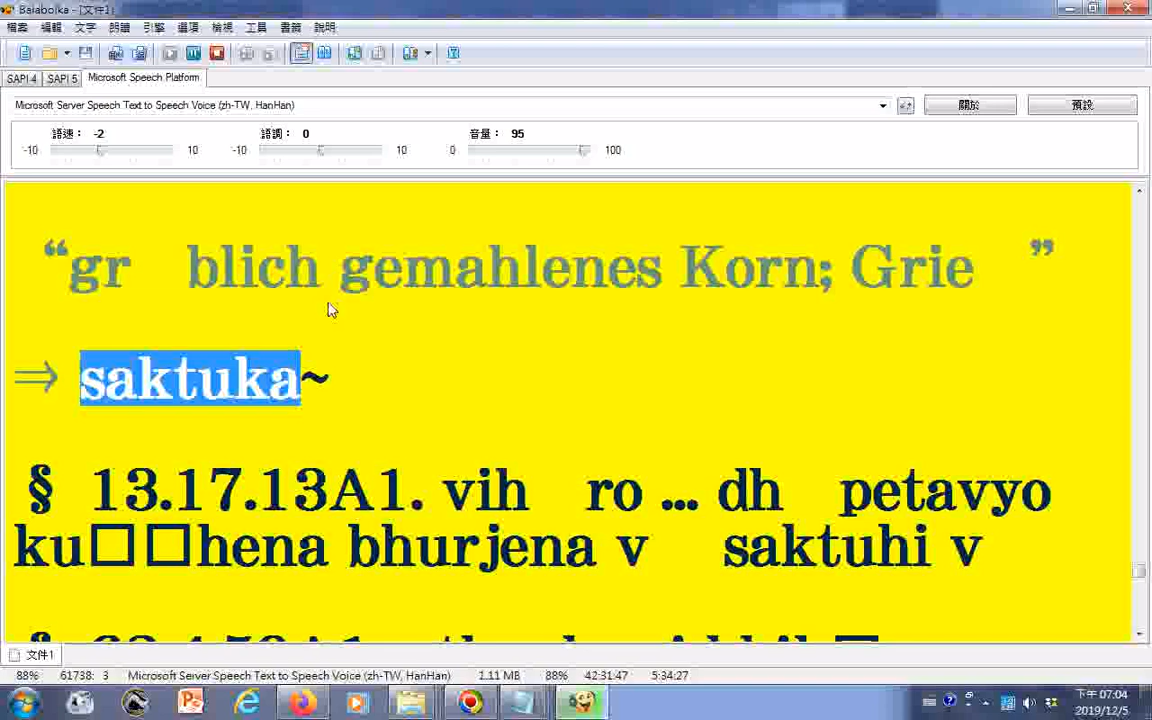 Balabolka - [文件1]
檔案 編輯 文字 朗讀 引擎 選項 檢視 工具 書籤 說明
SAPI 4 SAPI 5 Microsoft Speech Platform
Microsoft Server Speech Text to Speech Voice (zh-TW, HanHan) 關於 預設
語速： -2 語調： 0 音量： 95
-10 10 -10 10 0 100
“gr blich gemahlenes Korn; Grie ”
⇒ saktuka~
§ 13.17.13A1. vih ro ... dh petavyo
ku□□hena bhurjena v saktuhi v
文件1
88% 61738: 3 Microsoft Server Speech Text to Speech Voice (zh-TW, HanHan) 1.11 MB 88% 42:31:47 5:34:27
下午 07:04
2019/12/5